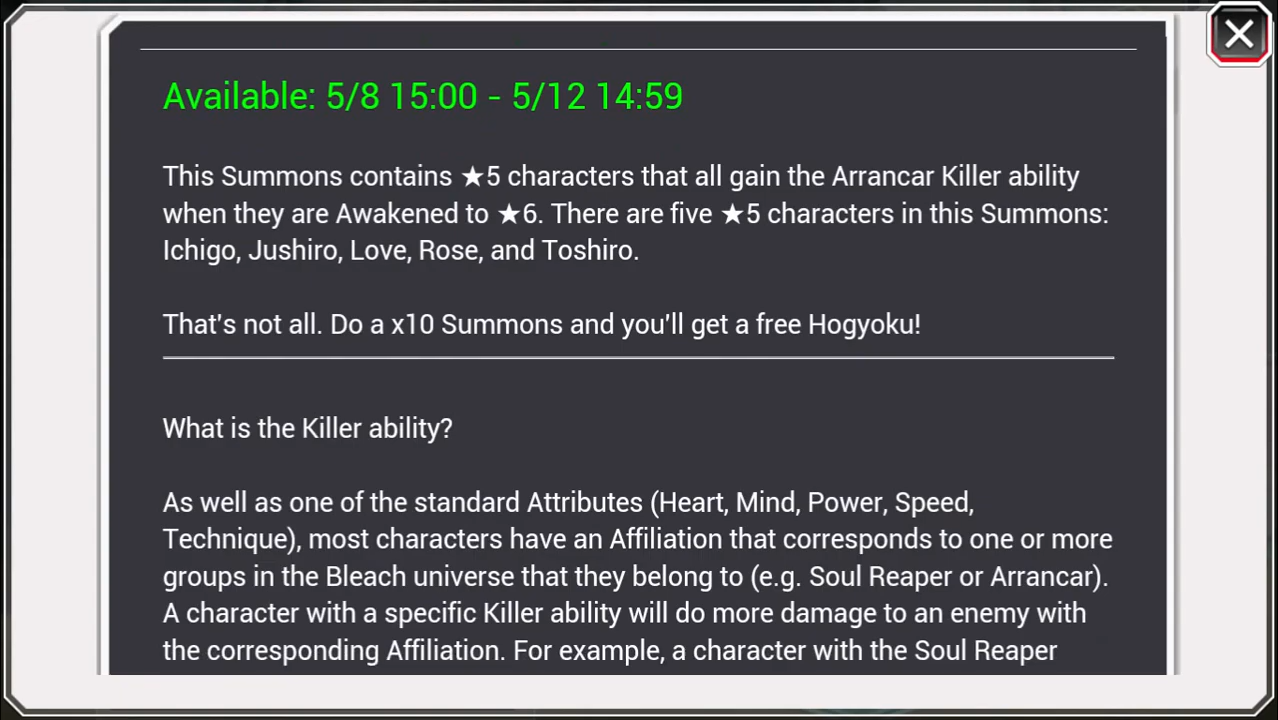 Available: 5/8 15:00 - 5/12 14:59
This Summons contains ★5 characters that all gain the Arrancar Killer ability
when they are Awakened to ★6. There are five ★5 characters in this Summons:
Ichigo, Jushiro, Love, Rose, and Toshiro.
That's not all. Do a x10 Summons and you'll get a free Hogyoku!
What is the Killer ability?
As well as one of the standard Attributes (Heart, Mind, Power, Speed,
Technique), most characters have an Affiliation that corresponds to one or more
groups in the Bleach universe that they belong to (e.g. Soul Reaper or Arrancar).
A character with a specific Killer ability will do more damage to an enemy with
the corresponding Affiliation. For example, a character with the Soul Reaper